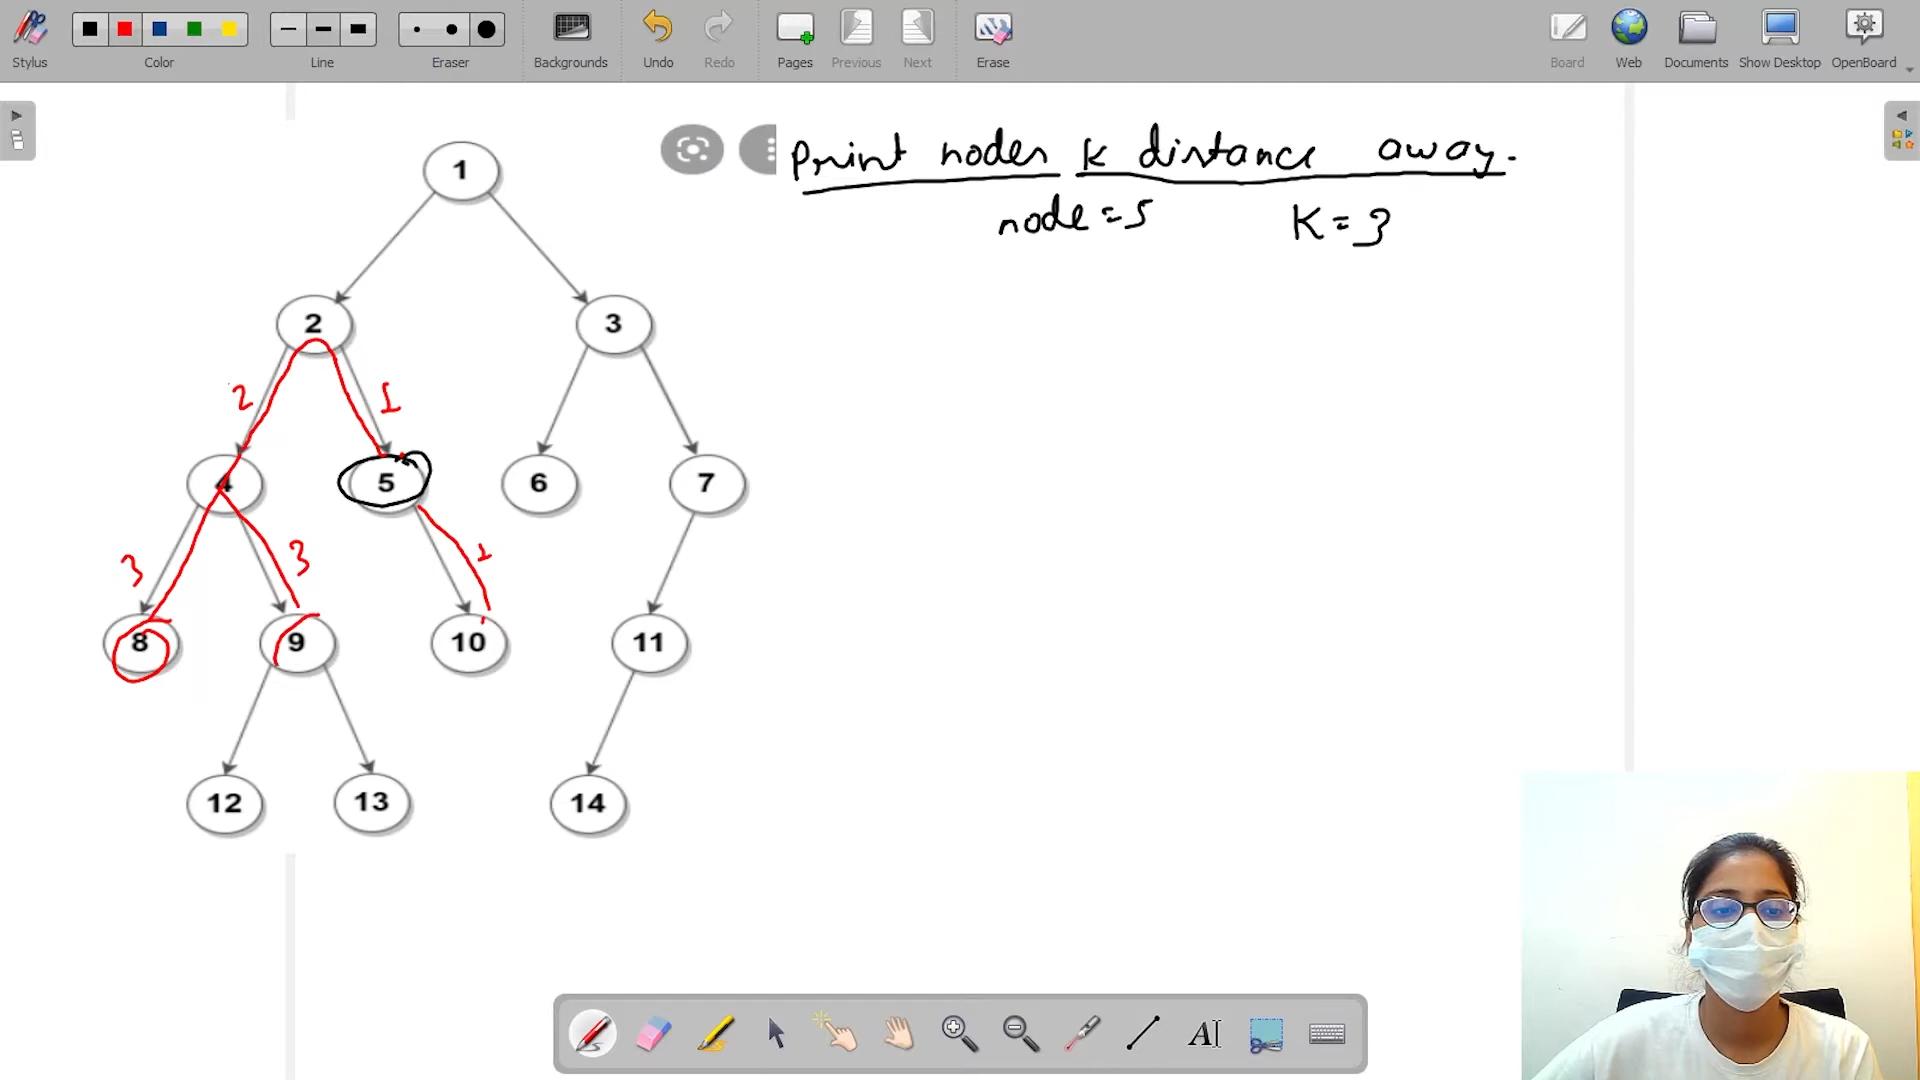 Stylus
Color
Line
Eraser
Backgrounds
Undo
Redo
Pages
Previous
Next
Erase
Board
Web
Documents
Show Desktop
OpenBoard
Print nodes k distance away.
node = 5 K = 3
1
2
3
2
1
4
5
6
7
3
3
1
8
9
10
11
12
13
14
A